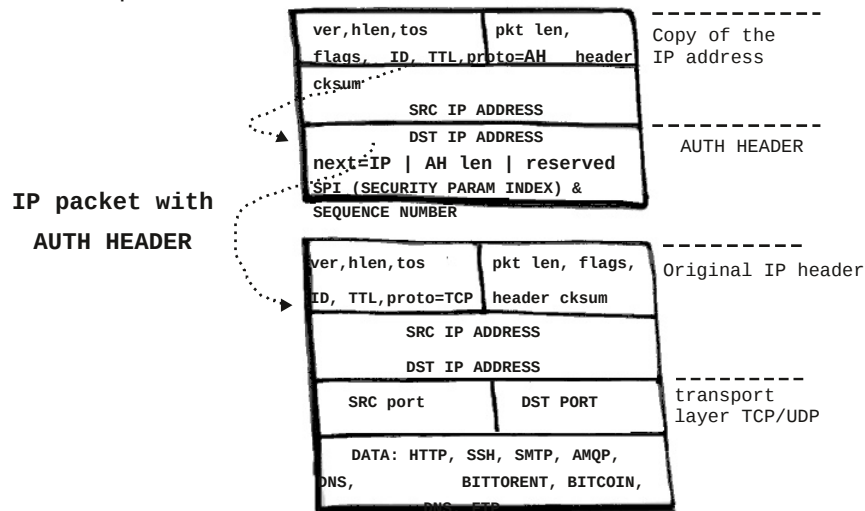 ver,hlen,tos pkt len,
flags, ID, TTL,proto=AH header
cksum
SRC IP ADDRESS
DST IP ADDRESS
next=IP | AH len | reserved
SPI (SECURITY PARAM INDEX) &
SEQUENCE NUMBER
Copy of the
IP address
AUTH HEADER
IP packet with
AUTH HEADER
ver,hlen,tos pkt len, flags,
ID, TTL,proto=TCP header cksum
SRC IP ADDRESS
DST IP ADDRESS
SRC port DST PORT
DATA: HTTP, SSH, SMTP, AMQP,
DNS, BITTORENT, BITCOIN,
Original IP header
transport
layer TCP/UDP